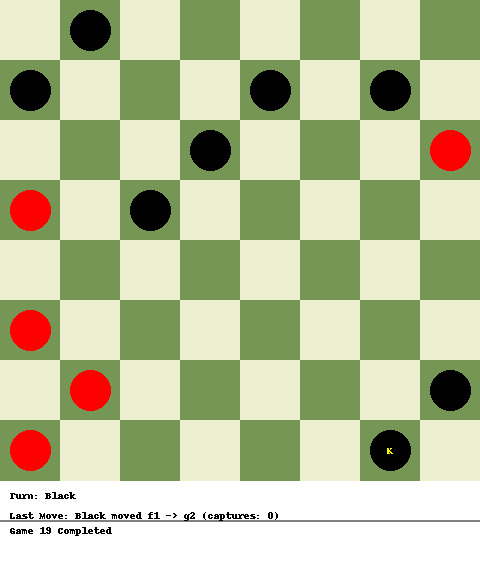 K
Turn: Black
Last Move: Black moved f1 -> g2 (captures: 0)
Game 19 Completed